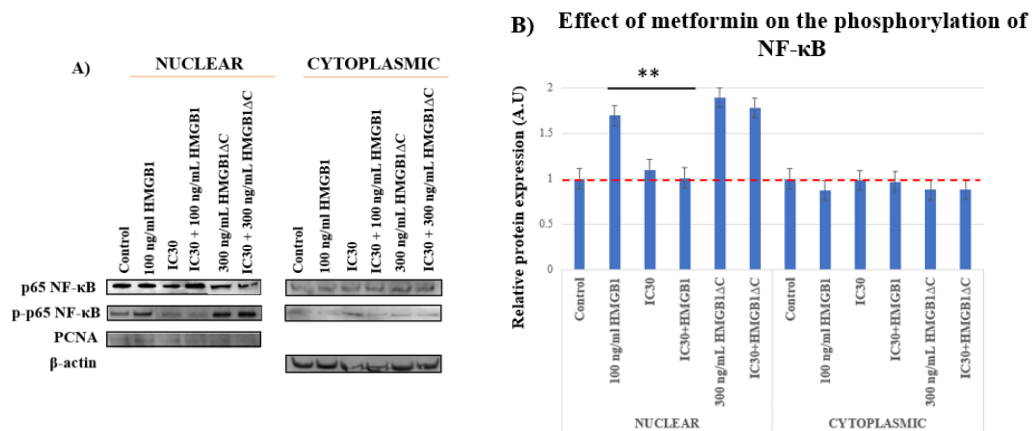 A)
NUCLEAR
CYTOPLASMIC
Control
100 ng/ml HMGB1
IC30
IC30 + 100 ng/mL HMGB1
300 ng/mL HMGB1ΔC
IC30 + 300 ng/mL HMGB1ΔC
Control
100 ng/mL HMGB1
IC30
IC30 + 100 ng/mL HMGB1
300 ng/mL HMGB1ΔC
IC30 + 300 ng/mL HMGB1ΔC
p65 NF-κB
p-p65 NF-κB
PCNA
β-actin
B)
Effect of metformin on the phosphorylation of
NF-κB
Relative protein expression (A.U)
2
1.5
1
0.5
0
**
Control
100 ng/ml HMGB1
IC30
IC30+HMGB1
300 ng/mL HMGB1ΔC
IC30+HMGB1ΔC
Control
100 ng/ml HMGB1
IC30
IC30+HMGB1
300 ng/mL HMGB1ΔC
IC30+HMGB1ΔC
NUCLEAR
CYTOPLASMIC